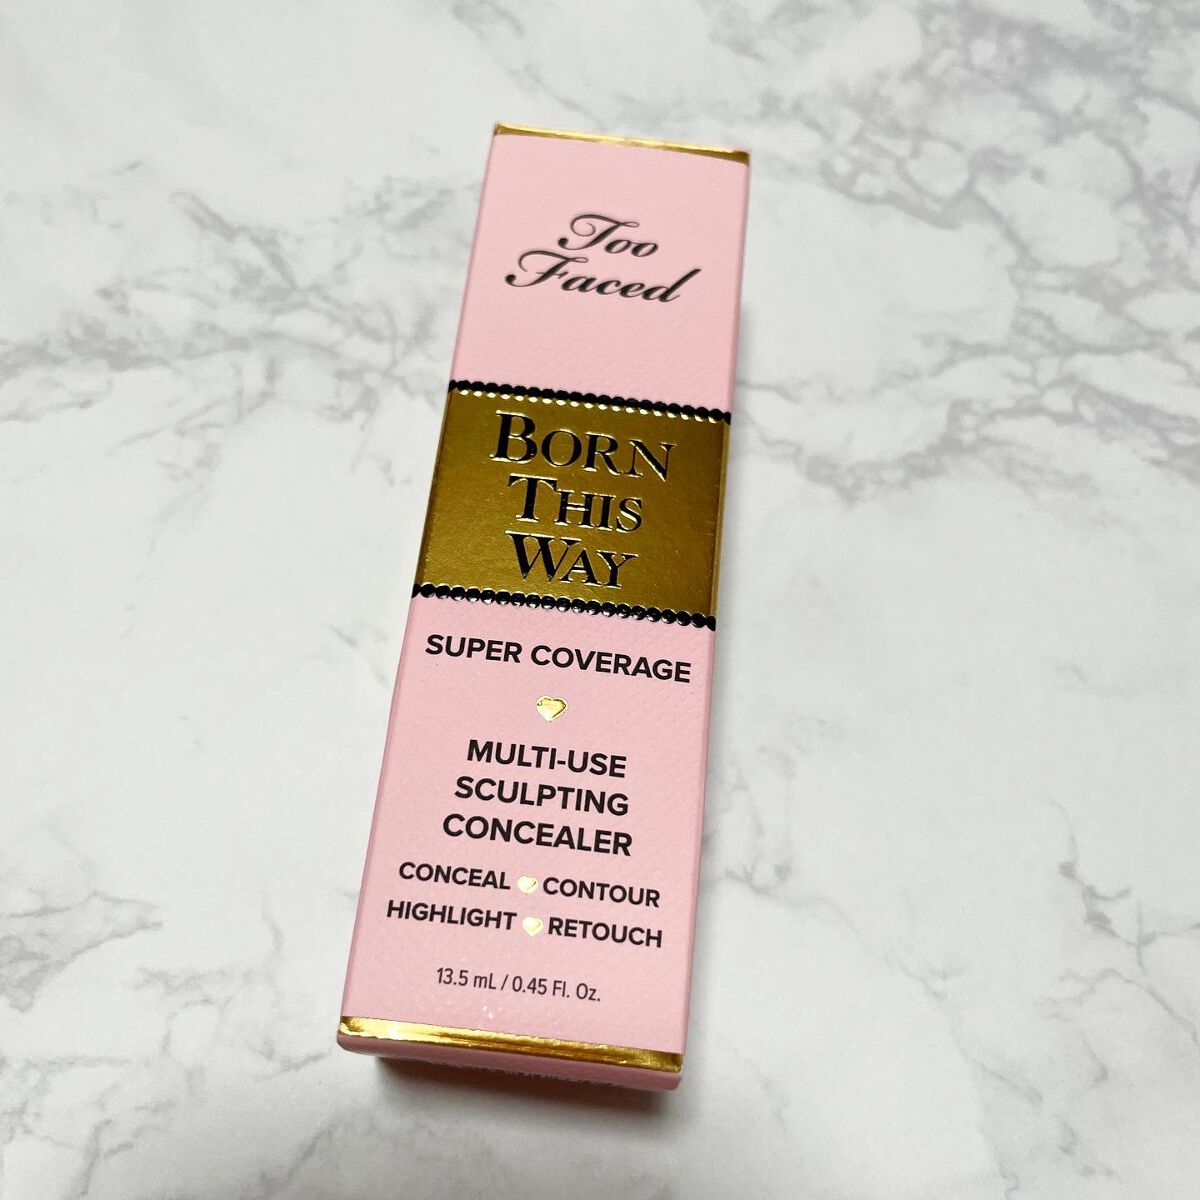 Too
Faced
BORN
THIS
WAY
SUPER COVERAGE
MULTI-USE
SCULPTING
CONCEALER
CONCEAL CONTOUR
HIGHLIGHT RETOUCH
13.5 mL / 0.45 Fl. Oz.